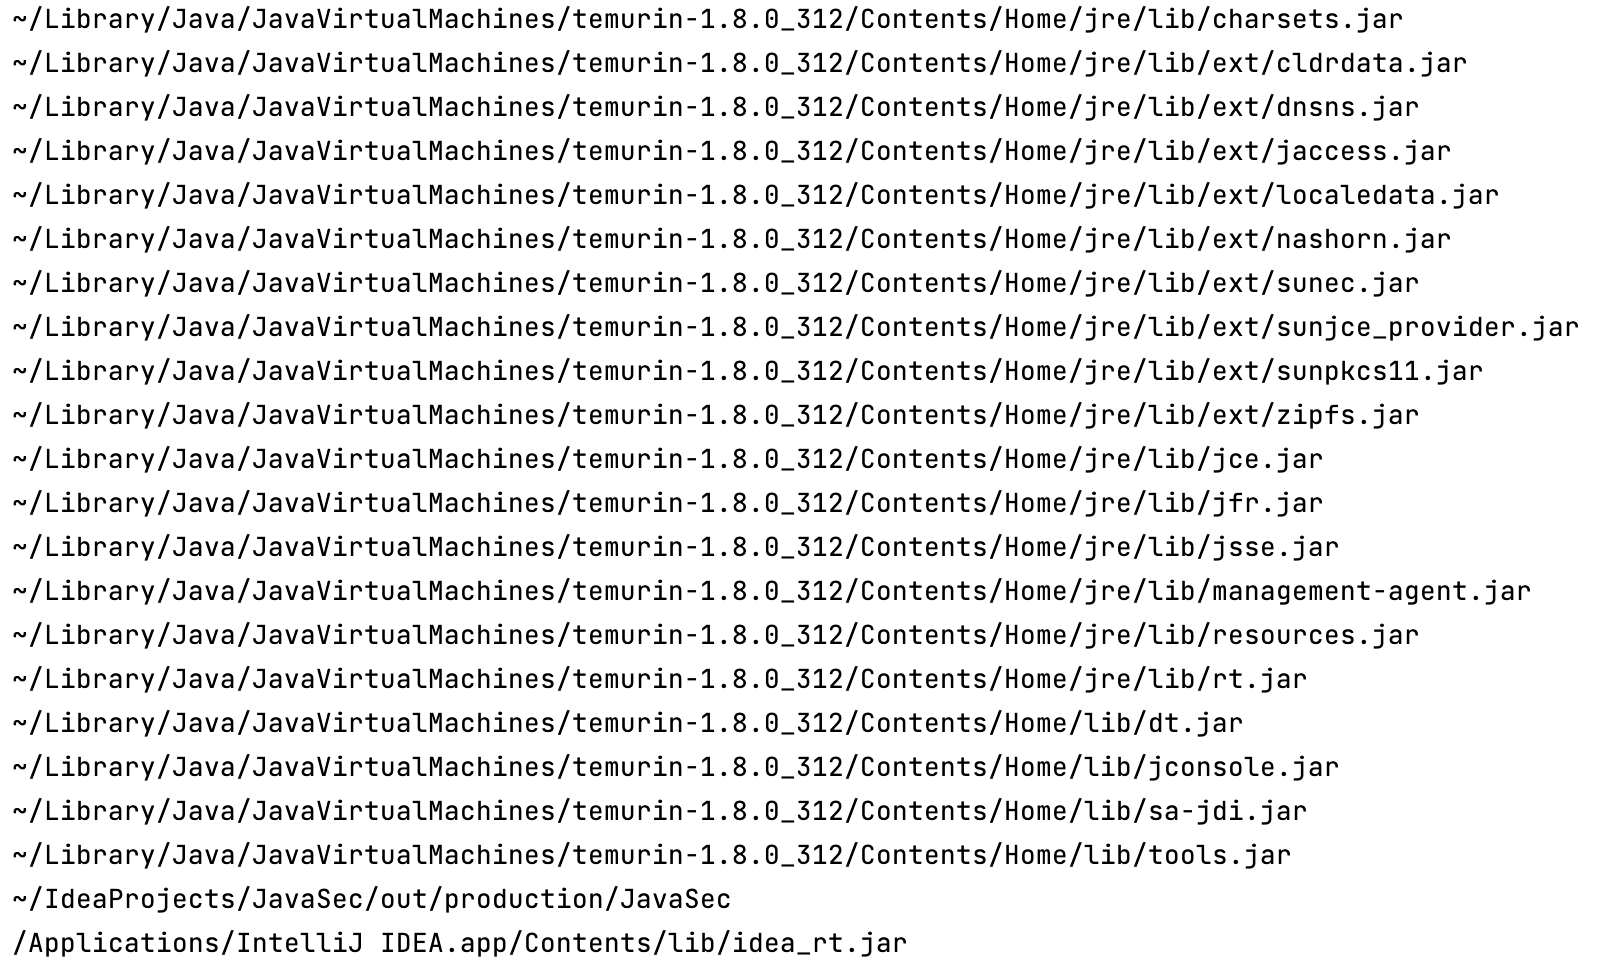 ~/Library/Java/JavaVirtualMachines/temurin-1.8.0_312/Contents/Home/jre/lib/charsets.jar
~/Library/Java/JavaVirtualMachines/temurin-1.8.0_312/Contents/Home/jre/lib/ext/cldrdata.jar
~/Library/Java/JavaVirtualMachines/temurin-1.8.0_312/Contents/Home/jre/lib/ext/dnsns.jar
~/Library/Java/JavaVirtualMachines/temurin-1.8.0_312/Contents/Home/jre/lib/ext/jaccess.jar
~/Library/Java/JavaVirtualMachines/temurin-1.8.0_312/Contents/Home/jre/lib/ext/localedata.jar
~/Library/Java/JavaVirtualMachines/temurin-1.8.0_312/Contents/Home/jre/lib/ext/nashorn.jar
~/Library/Java/JavaVirtualMachines/temurin-1.8.0_312/Contents/Home/jre/lib/ext/sunec.jar
~/Library/Java/JavaVirtualMachines/temurin-1.8.0_312/Contents/Home/jre/lib/ext/sunjce_provider.jar
~/Library/Java/JavaVirtualMachines/temurin-1.8.0_312/Contents/Home/jre/lib/ext/sunpkcs11.jar
~/Library/Java/JavaVirtualMachines/temurin-1.8.0_312/Contents/Home/jre/lib/ext/zipfs.jar
~/Library/Java/JavaVirtualMachines/temurin-1.8.0_312/Contents/Home/jre/lib/jce.jar
~/Library/Java/JavaVirtualMachines/temurin-1.8.0_312/Contents/Home/jre/lib/jfr.jar
~/Library/Java/JavaVirtualMachines/temurin-1.8.0_312/Contents/Home/jre/lib/jsse.jar
~/Library/Java/JavaVirtualMachines/temurin-1.8.0_312/Contents/Home/jre/lib/management-agent.jar
~/Library/Java/JavaVirtualMachines/temurin-1.8.0_312/Contents/Home/jre/lib/resources.jar
~/Library/Java/JavaVirtualMachines/temurin-1.8.0_312/Contents/Home/jre/lib/rt.jar
~/Library/Java/JavaVirtualMachines/temurin-1.8.0_312/Contents/Home/lib/dt.jar
~/Library/Java/JavaVirtualMachines/temurin-1.8.0_312/Contents/Home/lib/jconsole.jar
~/Library/Java/JavaVirtualMachines/temurin-1.8.0_312/Contents/Home/lib/sa-jdi.jar
~/Library/Java/JavaVirtualMachines/temurin-1.8.0_312/Contents/Home/lib/tools.jar
~/IdeaProjects/JavaSec/out/production/JavaSec
/Applications/IntelliJ IDEA.app/Contents/lib/idea_rt.jar